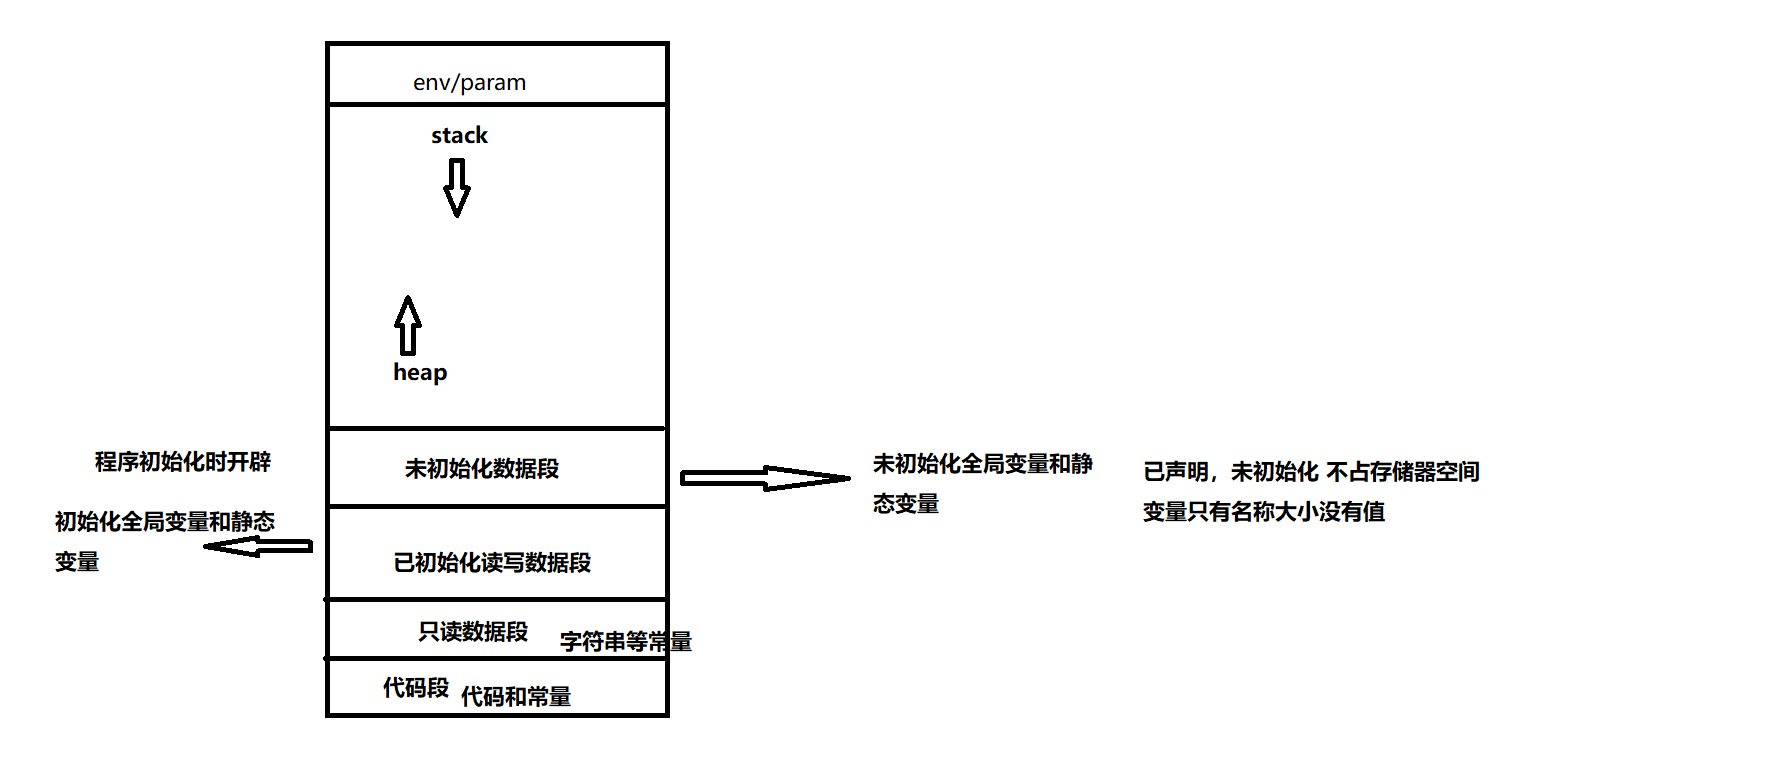 env/param
stack
heap
程序初始化时开辟
未初始化数据段
未初始化全局变量和静
态变量
已声明，未初始化 不占存储器空间
变量只有名称大小没有值
初始化全局变量和静态
变量
已初始化读写数据段
只读数据段
字符串等常量
代码段
代码和常量